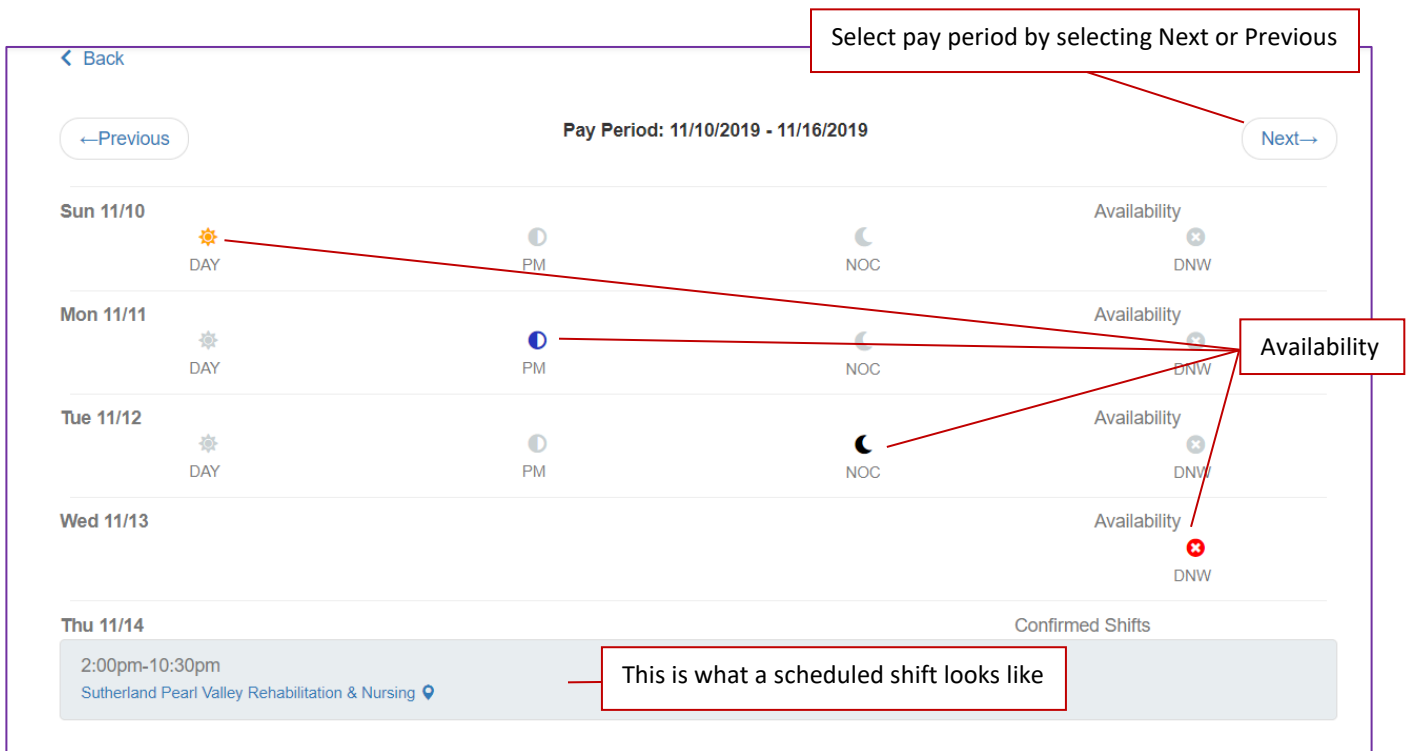 Select pay period by selecting Next or Previous
Back
←Previous
Pay Period: 11/10/2019 - 11/16/2019
Next→
Sun 11/10
Availability
DAY
PM
NOC
DNW
Mon 11/11
Availability
DAY
PM
NOC
DNW
Availability
Tue 11/12
Availability
DAY
PM
NOC
DNW
Wed 11/13
Availability
DNW
Thu 11/14
Confirmed Shifts
2:00pm-10:30pm
Sutherland Pearl Valley Rehabilitation & Nursing
This is what a scheduled shift looks like